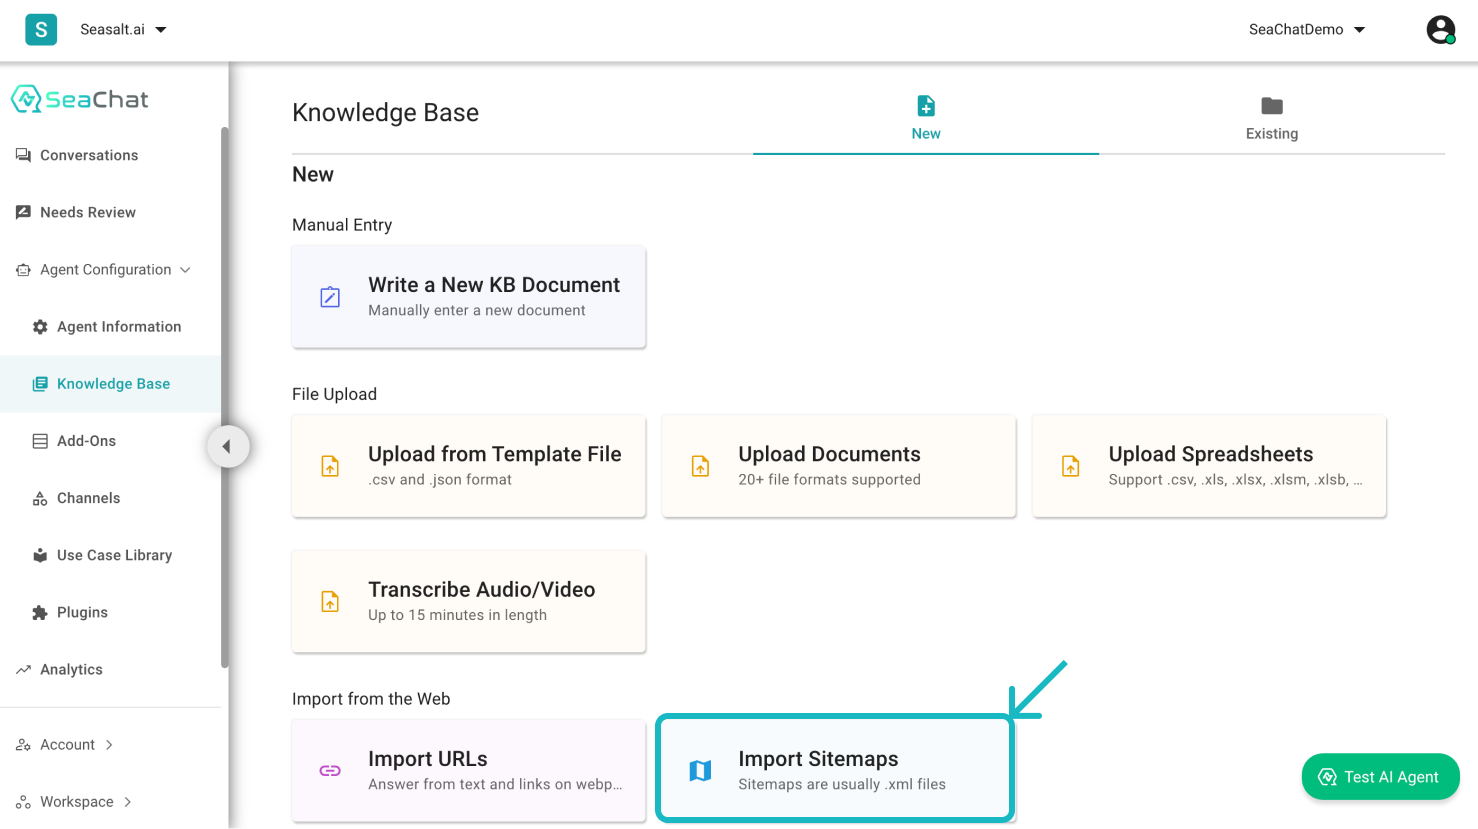 S
Seasalt.ai
SeaChatDemo
SeaChat
Conversations
Needs Review
Agent Configuration
Agent Information
Knowledge Base
Add-Ons
Channels
Use Case Library
Plugins
Analytics
Account
Workspace
Knowledge Base
New
Existing
New
Manual Entry
Write a New KB Document
Manually enter a new document
File Upload
Upload from Template File
.csv and .json format
Upload Documents
20+ file formats supported
Upload Spreadsheets
Support .csv, .xls, .xlsx, .xlsm, .xlsb, ...
Transcribe Audio/Video
Up to 15 minutes in length
Import from the Web
Import URLs
Answer from text and links on webp...
Import Sitemaps
Sitemaps are usually .xml files
Test AI Agent